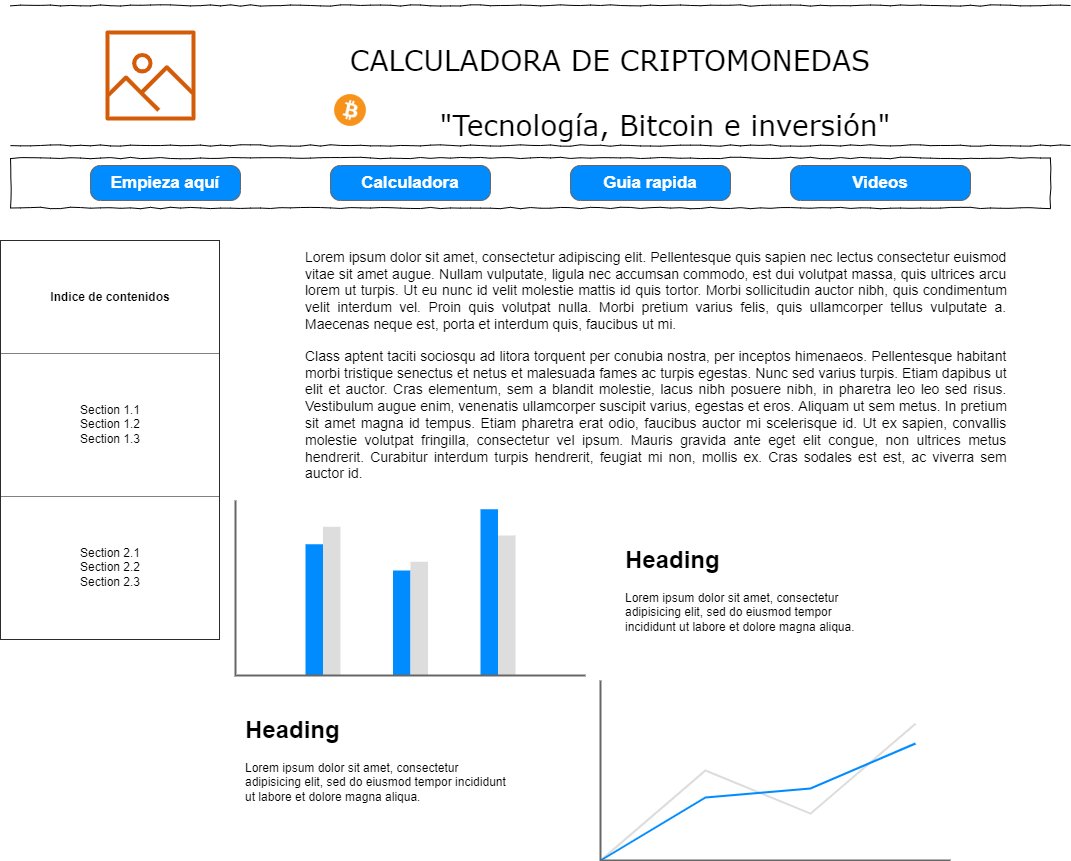 CALCULADORA DE CRIPTOMONEDAS
"Tecnología, Bitcoin e inversión"
Empieza aquí
Calculadora
Guia rapida
Videos
Indice de contenidos
Section 1.1
Section 1.2
Section 1.3
Section 2.1
Section 2.2
Section 2.3
Lorem ipsum dolor sit amet, consectetur adipiscing elit. Pellentesque quis sapien nec lectus consectetur euismod
vitae sit amet augue. Nullam vulputate, ligula nec accumsan commodo, est dui volutpat massa, quis ultrices arcu
lorem ut turpis. Ut eu nunc id velit molestie mattis id quis tortor. Morbi sollicitudin auctor nibh, quis condimentum
velit interdum vel. Proin quis volutpat nulla. Morbi pretium varius felis, quis ullamcorper tellus vulputate a.
Maecenas neque est, porta et interdum quis, faucibus ut mi.
Class aptent taciti sociosqu ad litora torquent per conubia nostra, per inceptos himenaeos. Pellentesque habitant
morbi tristique senectus et netus et malesuada fames ac turpis egestas. Nunc sed varius turpis. Etiam dapibus ut
elit et auctor. Cras elementum, sem a blandit molestie, lacus nibh posuere nibh, in pharetra leo leo sed risus.
Vestibulum augue enim, venenatis ullamcorper suscipit varius, egestas et eros. Aliquam ut sem metus. In pretium
sit amet magna id tempus. Etiam pharetra erat odio, faucibus auctor mi scelerisque id. Ut ex sapien, convallis
molestie volutpat fringilla, consectetur vel ipsum. Mauris gravida ante eget elit congue, non ultrices metus
hendrerit. Curabitur interdum turpis hendrerit, feugiat mi non, mollis ex. Cras sodales est est, ac viverra sem
auctor id.
Heading
Lorem ipsum dolor sit amet, consectetur
adipisicing elit, sed do eiusmod tempor
incididunt ut labore et dolore magna aliqua.
Heading
Lorem ipsum dolor sit amet, consectetur
adipisicing elit, sed do eiusmod tempor incididunt
ut labore et dolore magna aliqua.